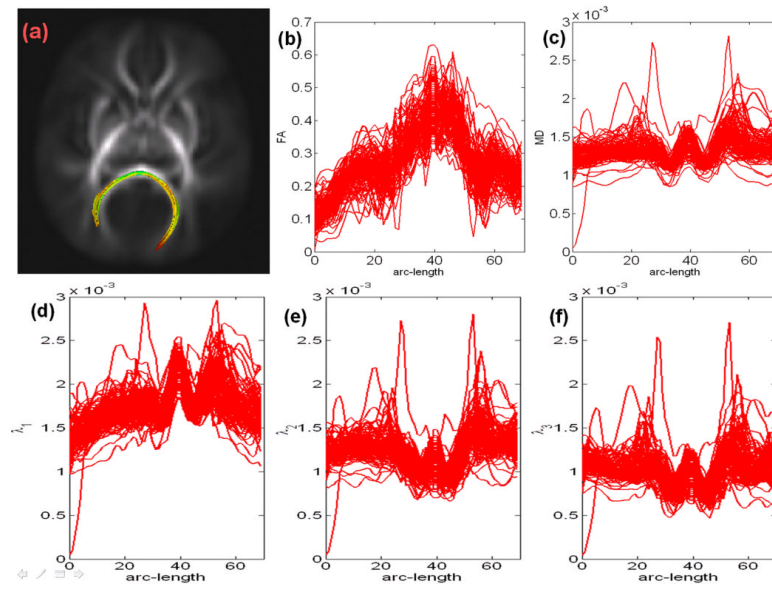 (a)
(b)
0.7
0.6
0.5
0.4
0.3
0.2
0.1
0
FA
0 20 40 60
arc-length
(c)
3 × 10⁻³
2.5
2
1.5
1
0.5
0
MD
0 20 40 60
arc-length
(d)
3 × 10⁻³
2.5
2
1.5
1
0.5
0
λ₁
0 20 40 60
arc-length
(e)
3 × 10⁻³
2.5
2
1.5
1
0.5
0
λ₂
0 20 40 60
arc-length
(f)
3 × 10⁻³
2.5
2
1.5
1
0.5
0
λ₃
0 20 40 60
arc-length